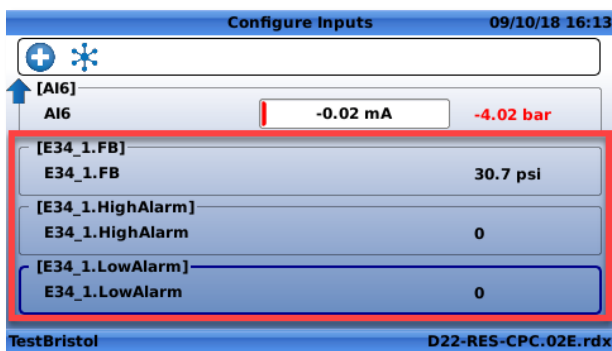 Configure Inputs 09/10/18 16:13
[AI6]
AI6 -0.02 mA -4.02 bar
[E34_1.FB]
E34_1.FB 30.7 psi
[E34_1.HighAlarm]
E34_1.HighAlarm 0
[E34_1.LowAlarm]
E34_1.LowAlarm 0
TestBristol D22-RES-CPC.02E.rdx